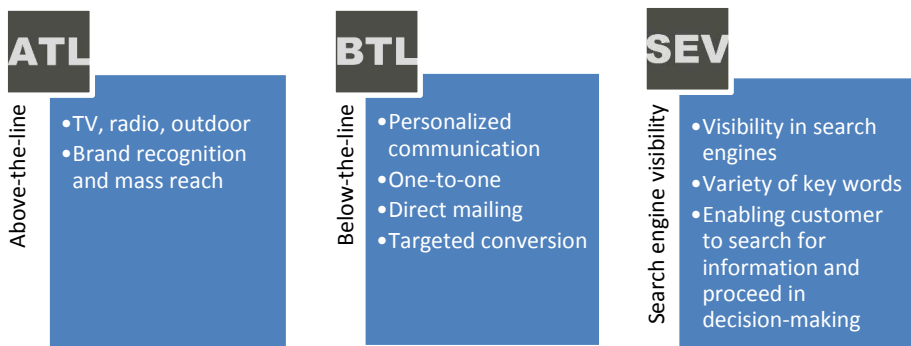 ATL
Above-the-line
•TV, radio, outdoor
•Brand recognition
and mass reach
BTL
Below-the-line
•Personalized
communication
•One-to-one
•Direct mailing
•Targeted conversion
SEV
Search engine visibility
•Visibility in search
engines
•Variety of key words
•Enabling customer
to search for
information and
proceed in
decision-making